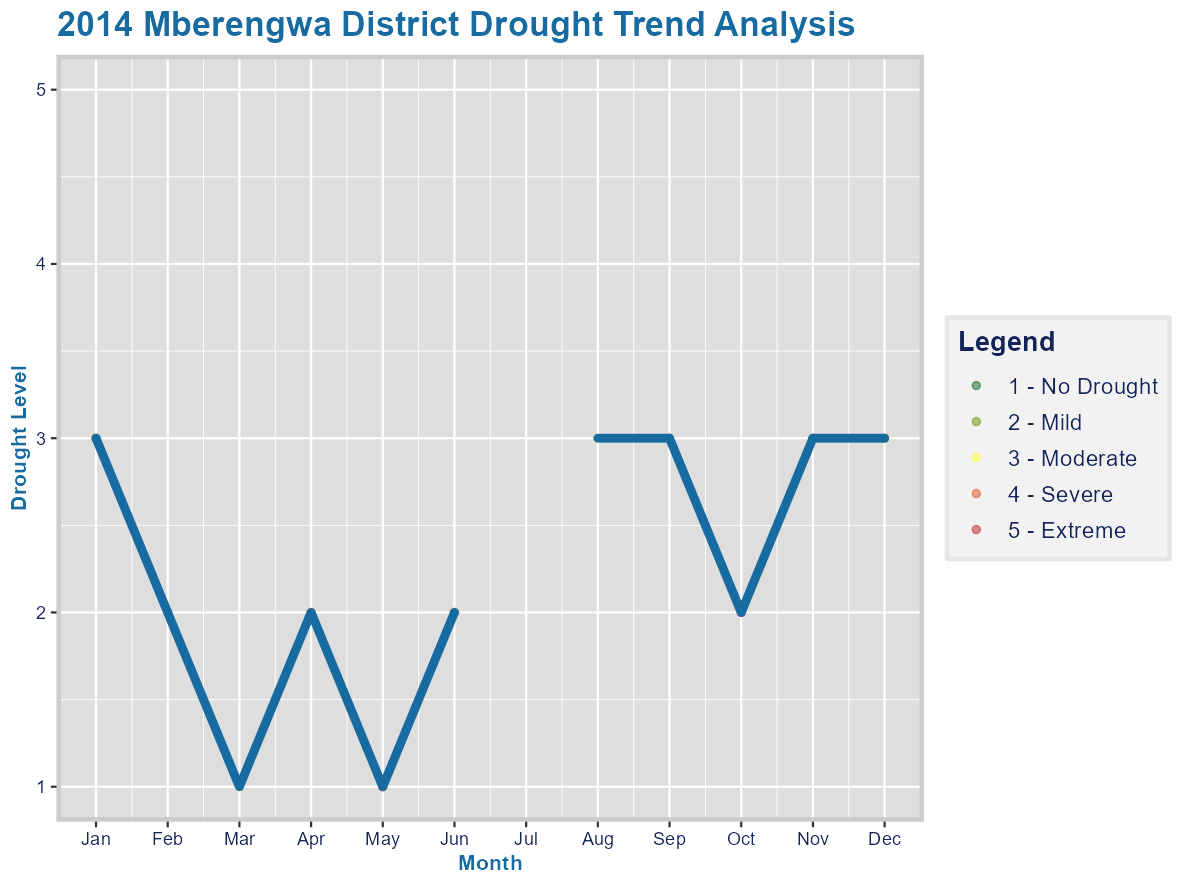 2014 Mberengwa District Drought Trend Analysis
Drought Level
5
4
3
2
1
Jan Feb Mar Apr May Jun Jul Aug Sep Oct Nov Dec
Month
Legend
1 - No Drought
2 - Mild
3 - Moderate
4 - Severe
5 - Extreme